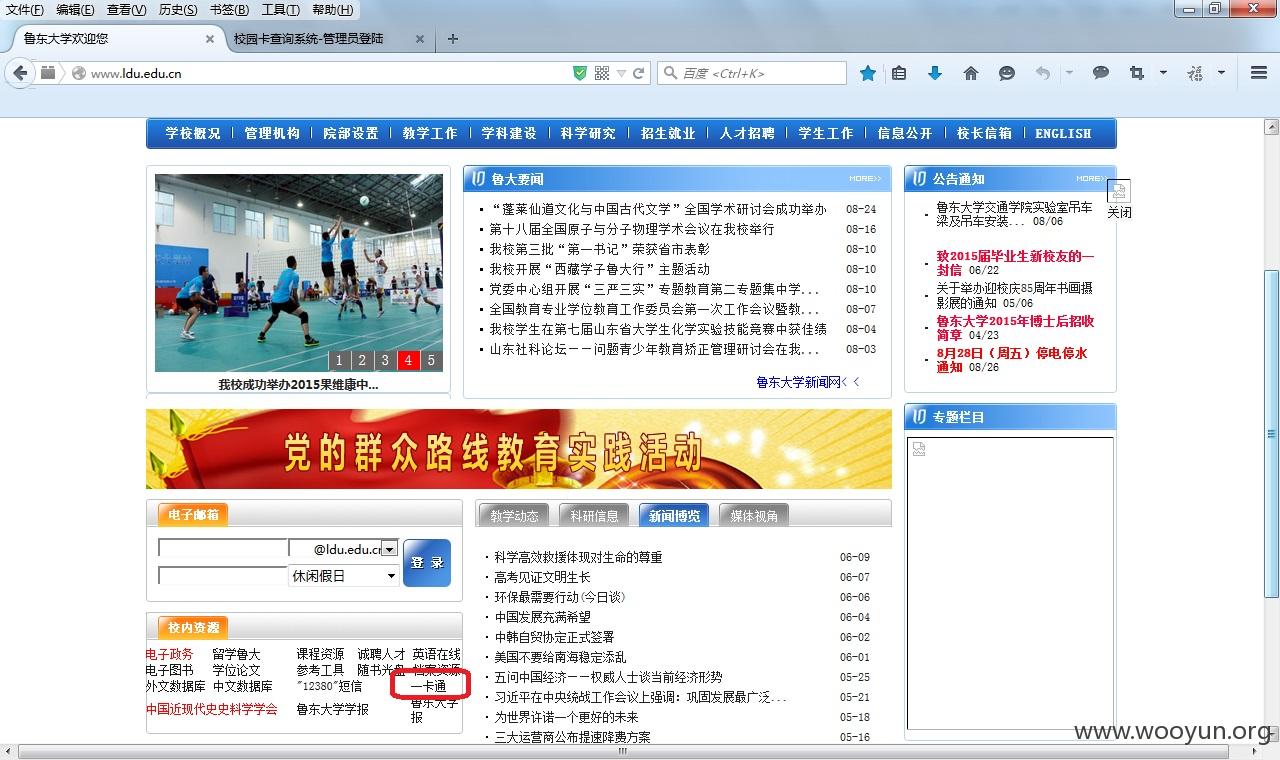 文件(F) 编辑(E) 查看(V) 历史(S) 书签(B) 工具(T) 帮助(H)
鲁东大学欢迎您
校园卡查询系统-管理员登陆
www.ldu.edu.cn
百度 <Ctrl+K>
学校概况 管理机构 院部设置 教学工作 学科建设 科学研究 招生就业 人才招聘 学生工作 信息公开 校长信箱 ENGLISH
1 2 3 4 5
我校成功举办2015果维康中...
鲁大要闻 MORE>>
“蓬莱仙道文化与中国古代文学”全国学术研讨会成功举办 08-24
第十八届全国原子与分子物理学术会议在我校举行 08-16
我校第三批“第一书记”荣获省市表彰 08-10
我校开展“西藏学子鲁大行”主题活动 08-10
党委中心组开展“三严三实”专题教育第二专题集中学... 08-10
全国教育专业学位教育工作委员会第一次工作会议暨教... 08-07
我校学生在第七届山东省大学生化学实验技能竞赛中获佳绩 08-04
山东社科论坛——问题青少年教育矫正管理研讨会在我... 08-03
鲁东大学新闻网〈〈
公告通知 MORE>>
关闭
鲁东大学交通学院实验室吊车
梁及吊车安装... 08/06
致2015届毕业生新校友的一
封信 06/22
关于举办迎校庆85周年书画摄
影展的通知 05/06
鲁东大学2015年博士后招收
简章 04/23
8月28日（周五）停电停水
通知 08/26
专题栏目
党的群众路线教育实践活动
电子邮箱
@ldu.edu.cn
休闲假日
登 录
校内资源
电子政务 留学鲁大 课程资源 诚聘人才 英语在线
电子图书 学位论文 参考工具 随书光盘 档案资源
外文数据库 中文数据库 "12380"短信 一卡通
中国近现代史史料学学会 鲁东大学学报 鲁东大学
报
教学动态 科研信息 新闻博览 媒体视角
科学高效救援体现对生命的尊重 06-09
高考见证文明生长 06-07
环保最需要行动(今日谈) 06-06
中国发展充满希望 06-04
中韩自贸协定正式签署 06-02
美国不要给南海稳定添乱 06-01
五问中国经济——权威人士谈当前经济形势 05-25
习近平在中央统战工作会议上强调：巩固发展最广泛... 05-21
为世界许诺一个更好的未来 05-18
三大运营商公布提速降费方案 05-16
www.wooyun.org